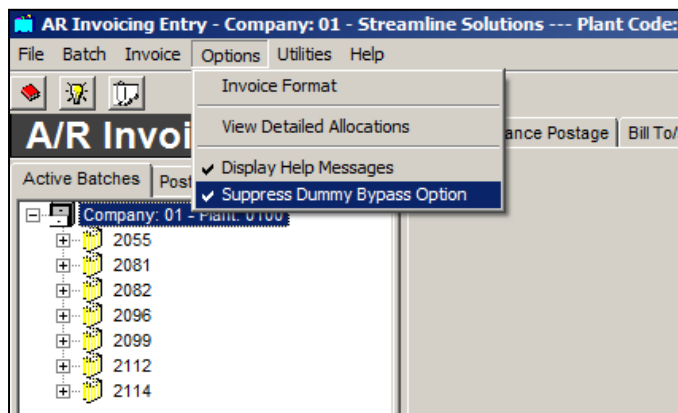 AR Invoicing Entry - Company: 01 - Streamline Solutions --- Plant Code:
File Batch Invoice Options Utilities Help
Invoice Format
A/R Invoi
View Detailed Allocations
ance Postage Bill To/
Display Help Messages
Active Batches Post
Suppress Dummy Bypass Option
Company: 01 - Plant: 0100
2055
2081
2082
2096
2099
2112
2114